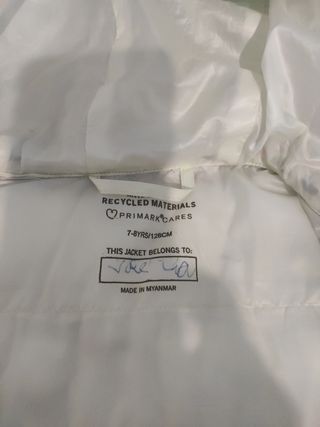 RECYCLED MATERIALS
PRIMARK CARES
7-8YRS/128CM
THIS JACKET BELONGS TO:
MADE IN MYANMAR